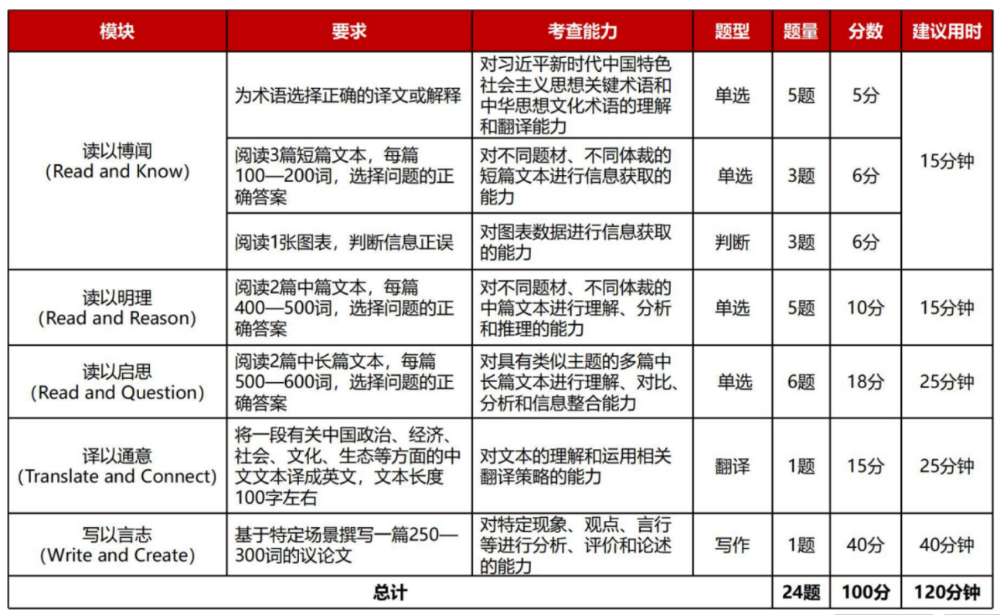 模块 要求 考查能力 题型 题量 分数 建议用时
读以博闻
(Read and Know)
为术语选择正确的译文或解释
对习近平新时代中国特色
社会主义思想关键术语和
中华思想文化术语的理解
和翻译能力
单选 5题 5分
15分钟
阅读3篇短篇文本，每篇
100—200词，选择问题的正
确答案
对不同题材、不同体裁的
短篇文本进行信息获取的
能力
单选 3题 6分
阅读1张图表，判断信息正误
对图表数据进行信息获取
的能力
判断 3题 6分
读以明理
(Read and Reason)
阅读2篇中篇文本，每篇
400—500词，选择问题的正
确答案
对不同题材、不同体裁的
中篇文本进行理解、分析
和推理的能力
单选 5题 10分 15分钟
读以启思
(Read and Question)
阅读2篇中长篇文本，每篇
500—600词，选择问题的正
确答案
对具有类似主题的多篇中
长篇文本进行理解、对比、
分析和信息整合能力
单选 6题 18分 25分钟
译以通意
(Translate and Connect)
将一段有关中国政治、经济、
社会、文化、生态等方面的中
文文本译成英文，文本长度
100字左右
对文本的理解和运用相关
翻译策略的能力
翻译 1题 15分 25分钟
写以言志
(Write and Create)
基于特定场景撰写一篇250—
300词的议论文
对特定现象、观点、言行
等进行分析、评价和论述
的能力
写作 1题 40分 40分钟
总计 24题 100分 120分钟